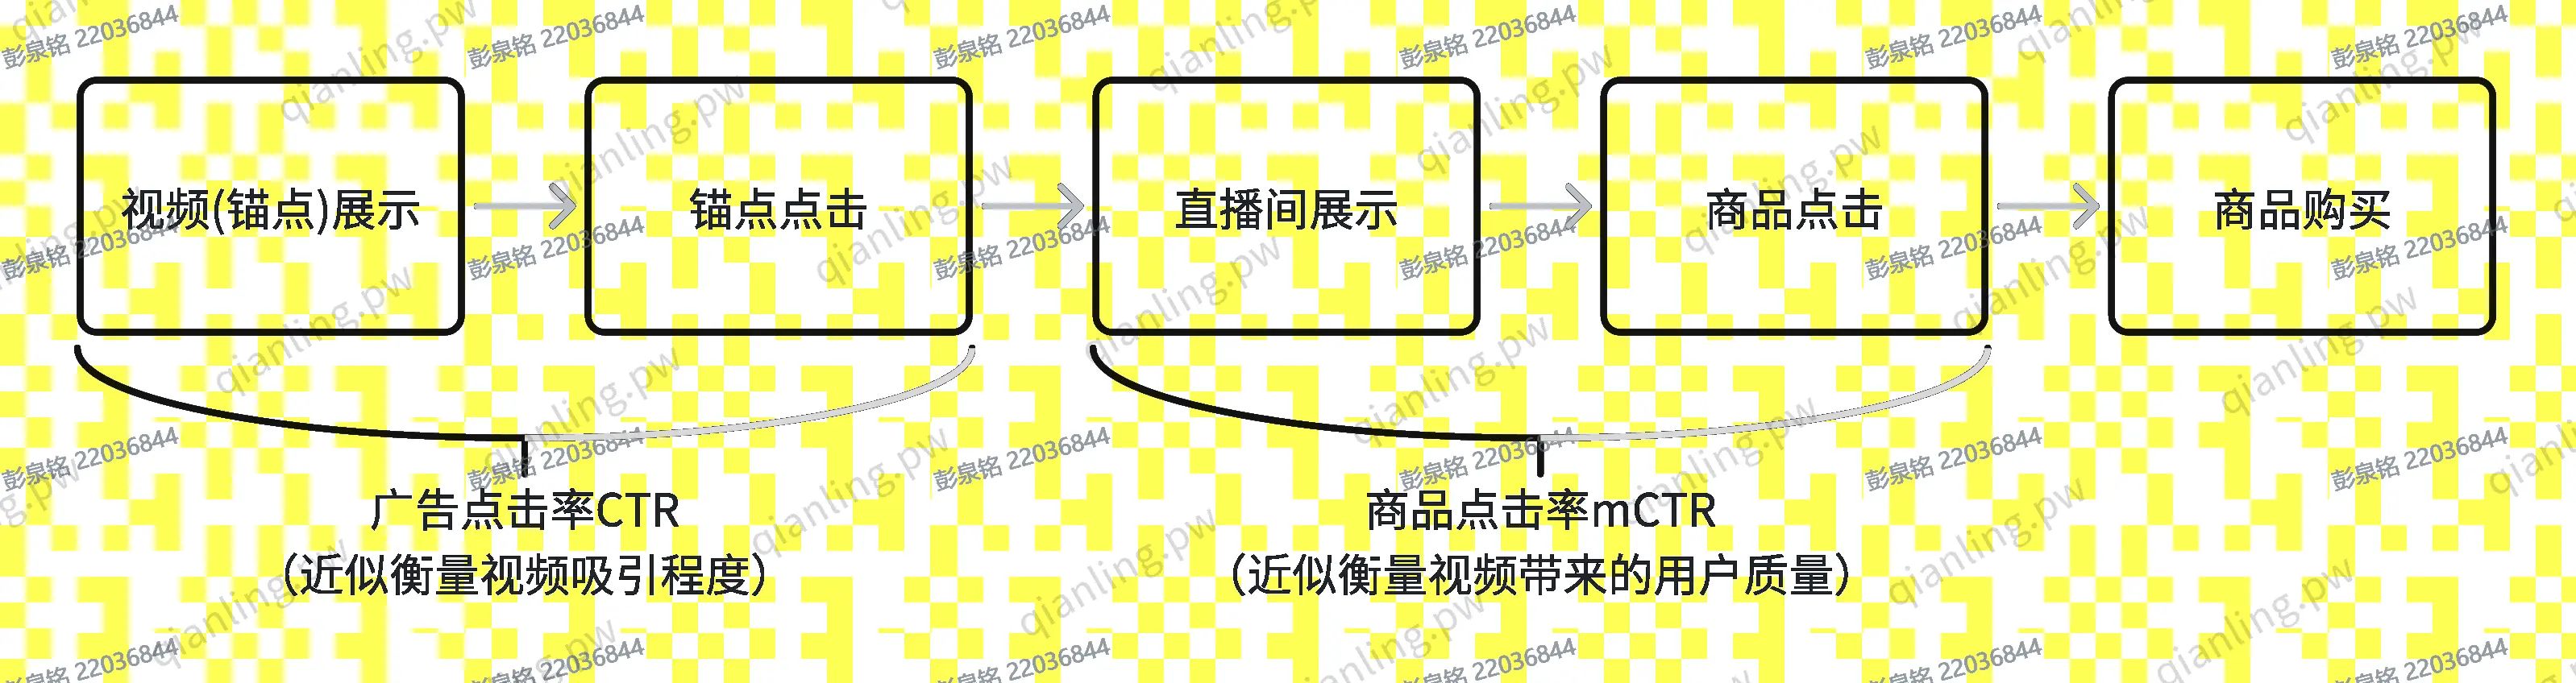 视频(锚点)展示
锚点点击
直播间展示
商品点击
商品购买
广告点击率CTR
（近似衡量视频吸引程度）
商品点击率mCTR
（近似衡量视频带来的用户质量）
彭泉铭 22036844
qianling.pw